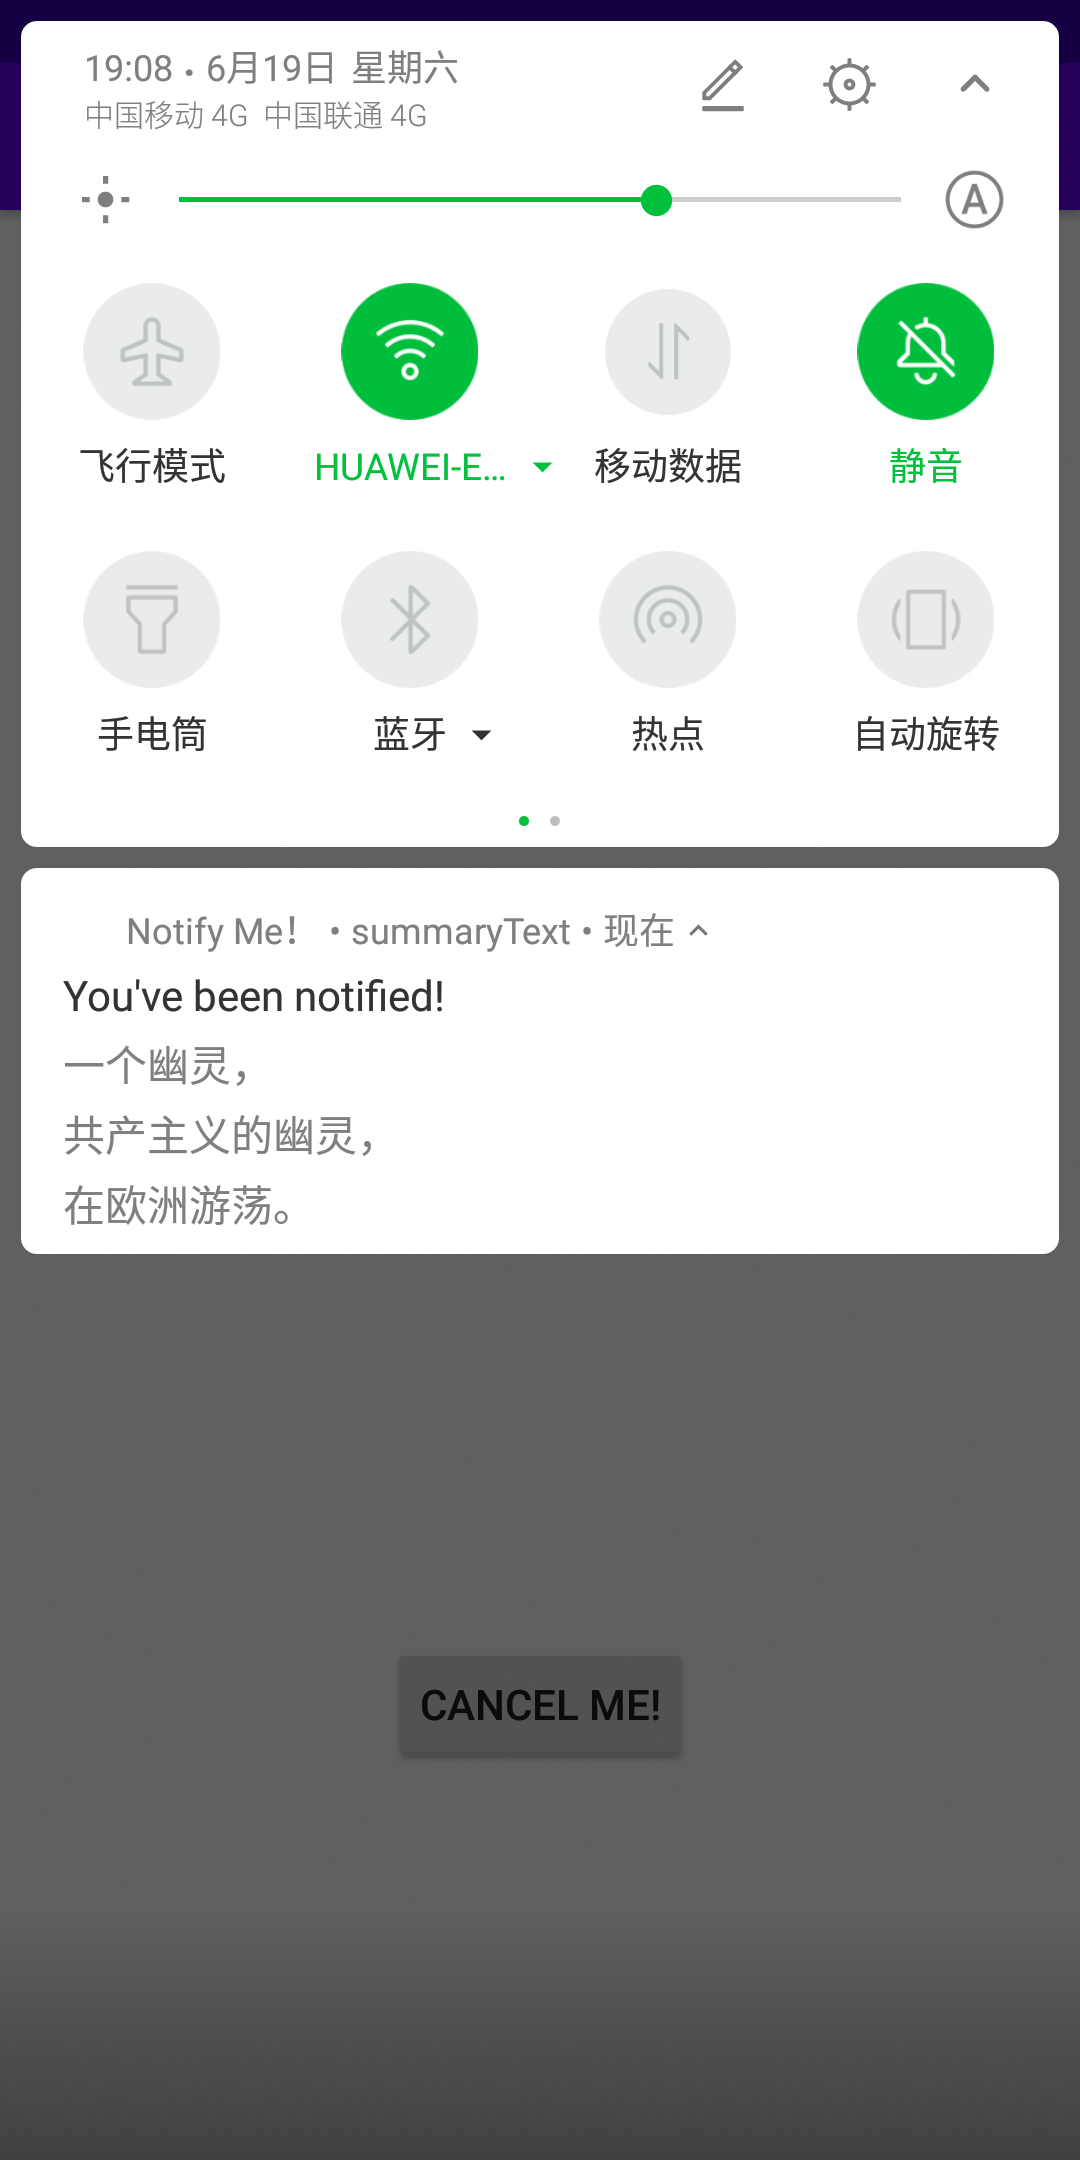 19:08 • 6月19日 星期六
中国移动 4G 中国联通 4G
A
飞行模式
HUAWEI-E...
移动数据
静音
手电筒
蓝牙
热点
自动旋转
Notify Me！ • summaryText • 现在
You've been notified!
一个幽灵，
共产主义的幽灵，
在欧洲游荡。
CANCEL ME!